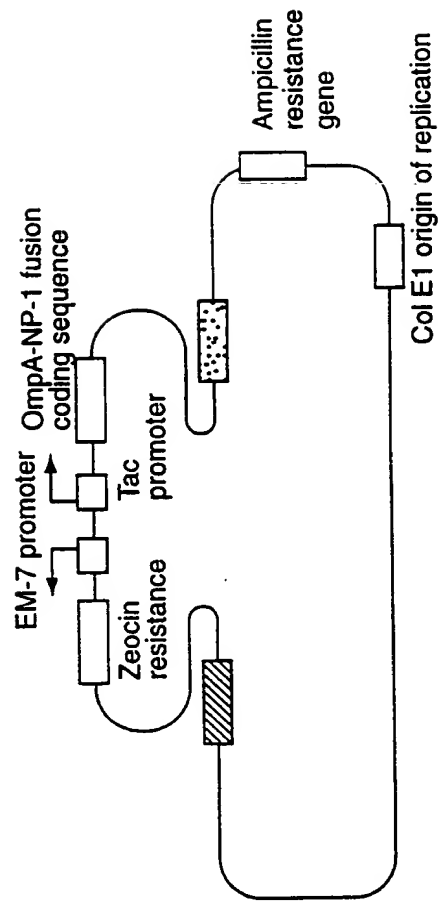 EM-7 promoter
OmpA-NP-1 fusion
coding sequence
Zeocin
resistance
Tac
promoter
Ampicillin
resistance
gene
Col E1 origin of replication